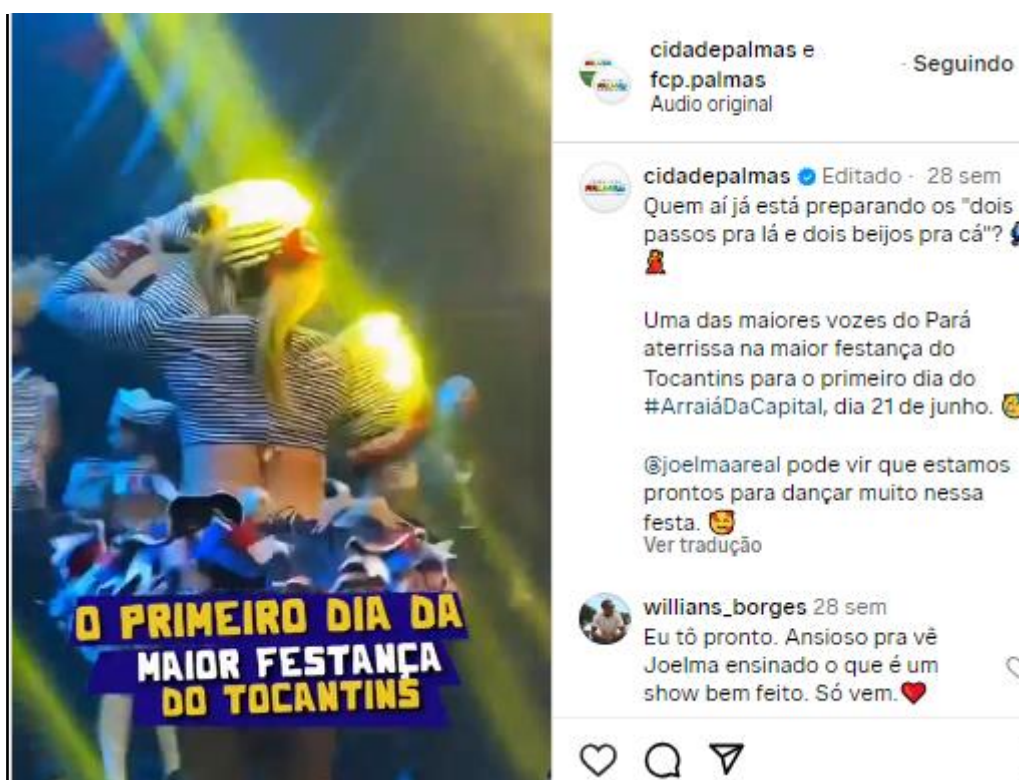 O PRIMEIRO DIA DA
MAIOR FESTANÇA
DO TOCANTINS
cidadepalmas e
fcp.palmas
Audio original
· Seguindo
cidadepalmas Editado · 28 sem
Quem aí já está preparando os "dois
passos pra lá e dois beijos pra cá"?
Uma das maiores vozes do Pará
aterrissa na maior festança do
Tocantins para o primeiro dia do
#ArraiáDaCapital, dia 21 de junho.
@joelmaareal pode vir que estamos
prontos para dançar muito nessa
festa.
Ver tradução
willians_borges 28 sem
Eu tô pronto. Ansioso pra vê
Joelma ensinado o que é um
show bem feito. Só vem.